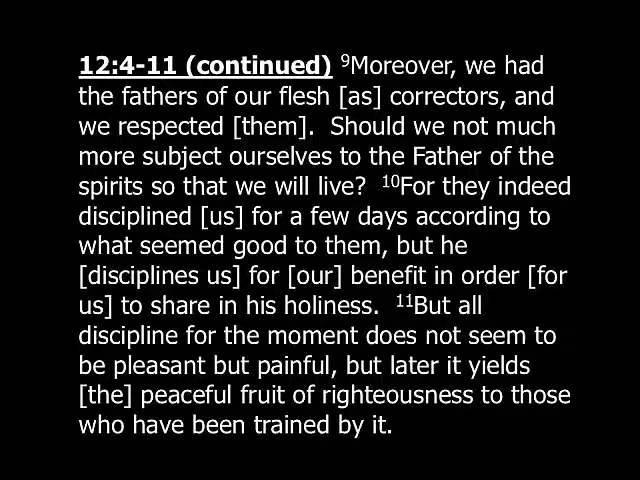 12:4-11 (continued) ⁹Moreover, we had
the fathers of our flesh [as] correctors, and
we respected [them].  Should we not much
more subject ourselves to the Father of the
spirits so that we will live?  ¹⁰For they indeed
disciplined [us] for a few days according to
what seemed good to them, but he
[disciplines us] for [our] benefit in order [for
us] to share in his holiness.  ¹¹But all
discipline for the moment does not seem to
be pleasant but painful, but later it yields
[the] peaceful fruit of righteousness to those
who have been trained by it.